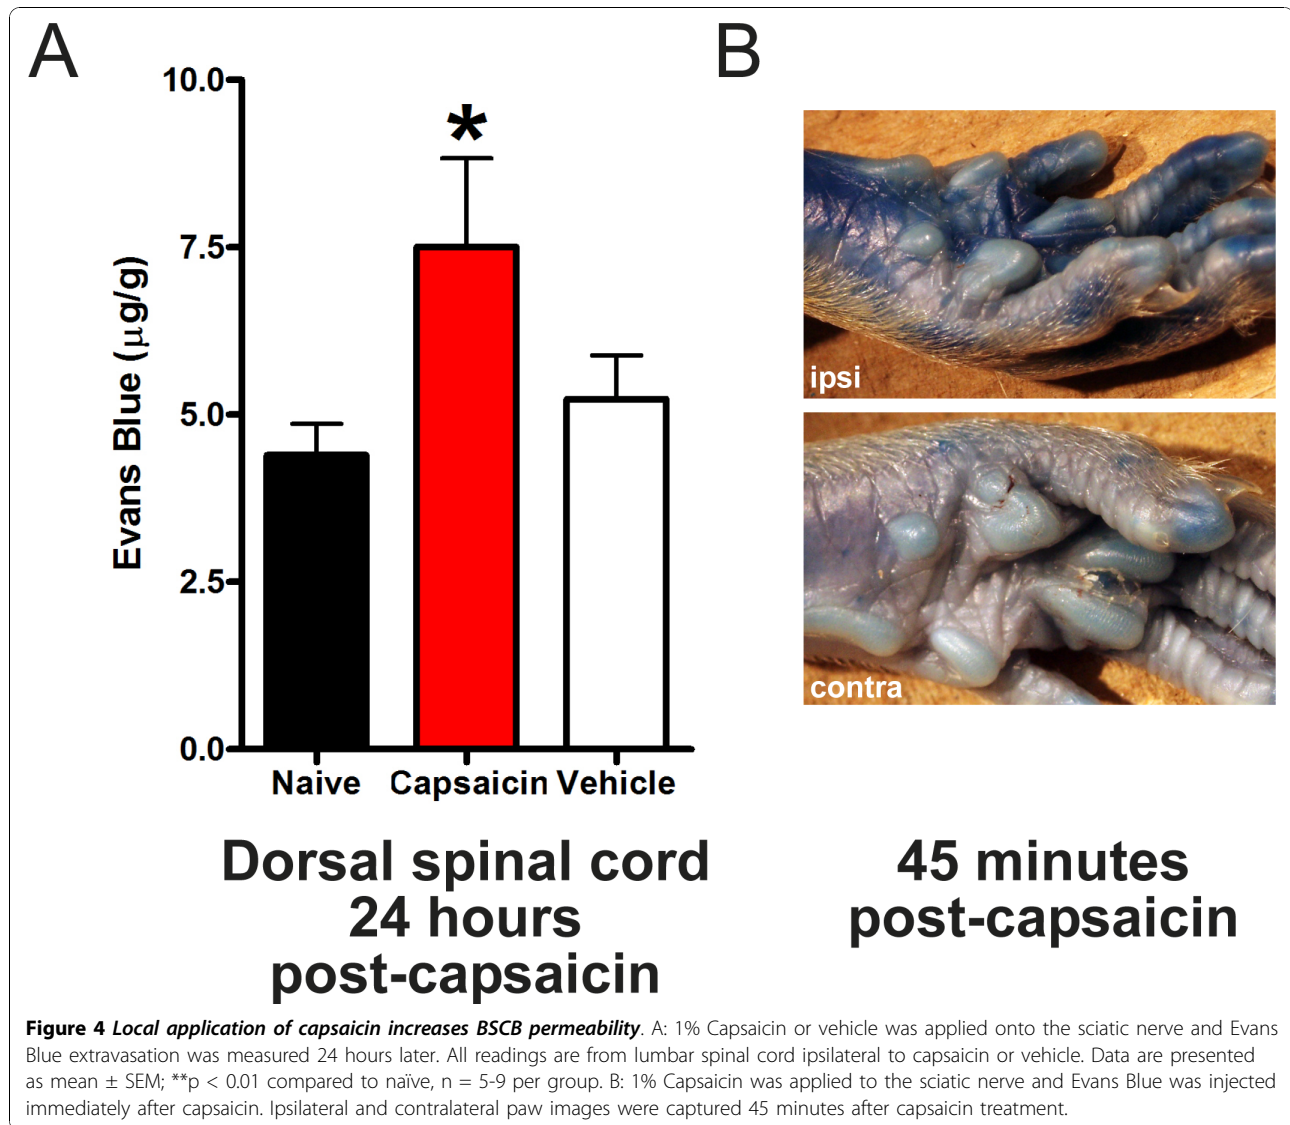 A
B
10.0
7.5
5.0
2.5
0.0
Evans Blue (µg/g)
*
Naive Capsaicin Vehicle
Dorsal spinal cord
24 hours
post-capsaicin
ipsi
contra
45 minutes
post-capsaicin
Figure 4 Local application of capsaicin increases BSCB permeability. A: 1% Capsaicin or vehicle was applied onto the sciatic nerve and Evans
Blue extravasation was measured 24 hours later. All readings are from lumbar spinal cord ipsilateral to capsaicin or vehicle. Data are presented
as mean ± SEM; **p < 0.01 compared to naïve, n = 5-9 per group. B: 1% Capsaicin was applied to the sciatic nerve and Evans Blue was injected
immediately after capsaicin. Ipsilateral and contralateral paw images were captured 45 minutes after capsaicin treatment.